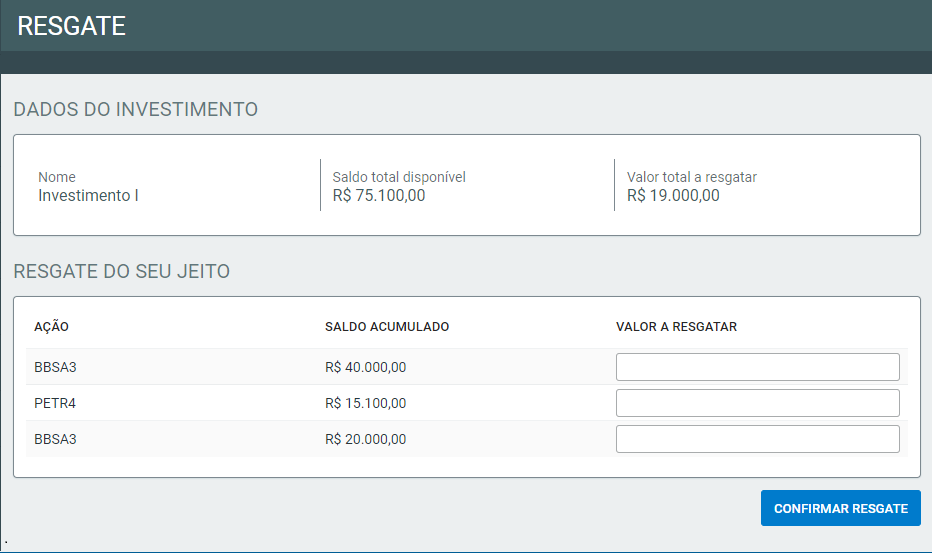 RESGATE
DADOS DO INVESTIMENTO
Nome Saldo total disponível Valor total a resgatar
Investimento I R$ 75.100,00 R$ 19.000,00
RESGATE DO SEU JEITO
AÇÃO SALDO ACUMULADO VALOR A RESGATAR
BBSA3 R$ 40.000,00
PETR4 R$ 15.100,00
BBSA3 R$ 20.000,00
CONFIRMAR RESGATE
.